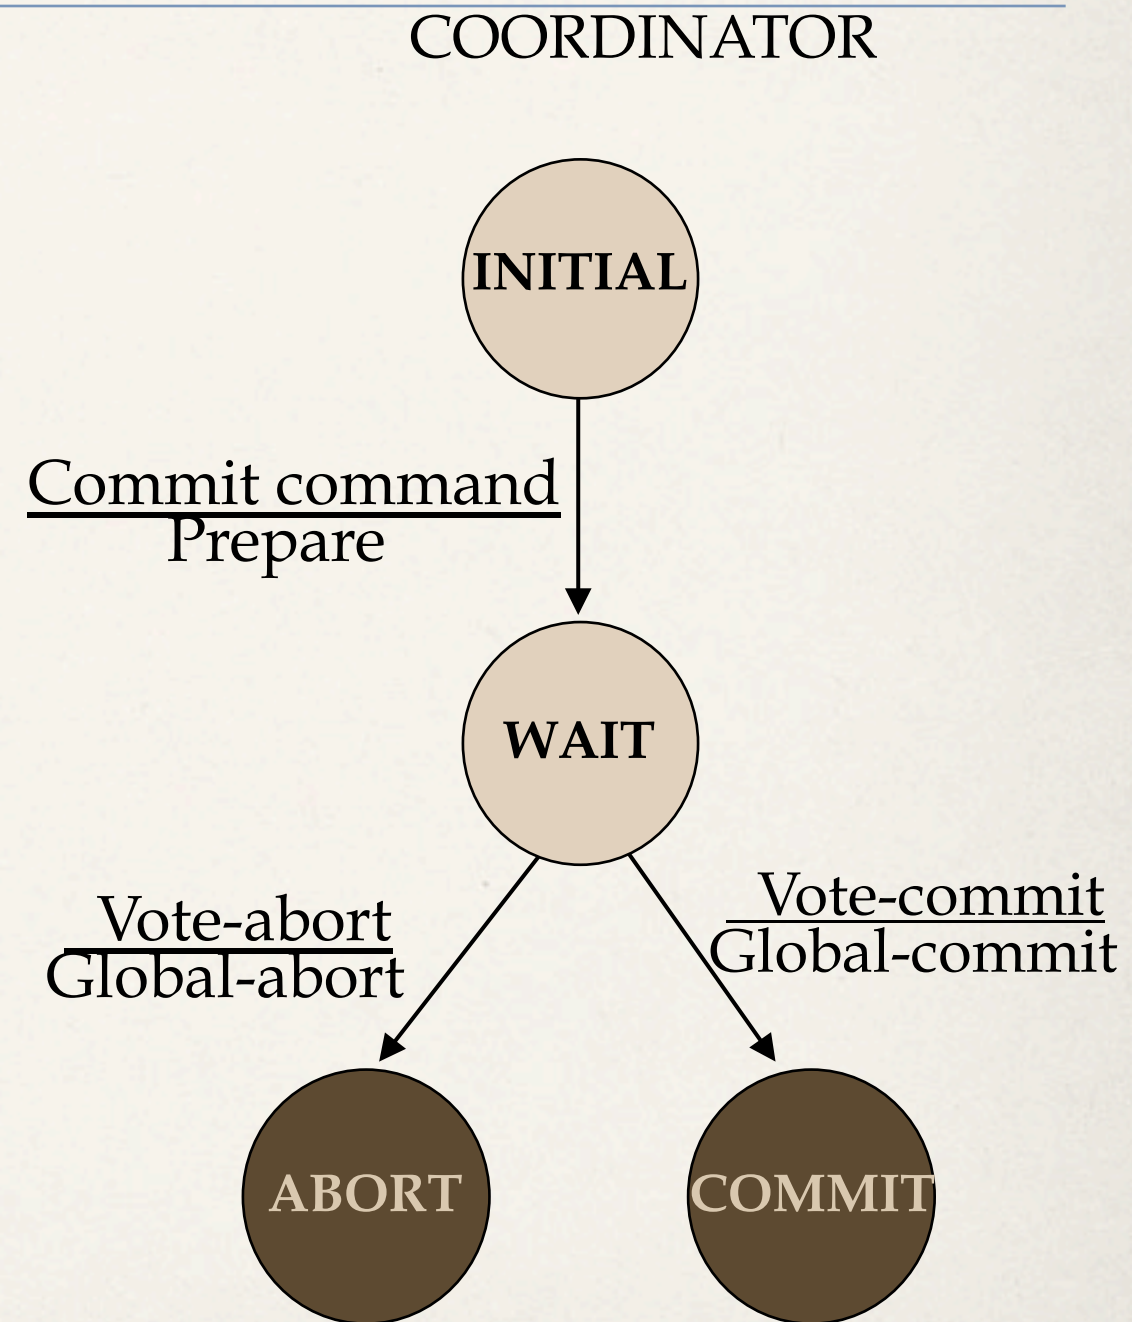 COORDINATOR
INITIAL
Commit command
Prepare
WAIT
Vote-abort
Global-abort
Vote-commit
Global-commit
ABORT
COMMIT